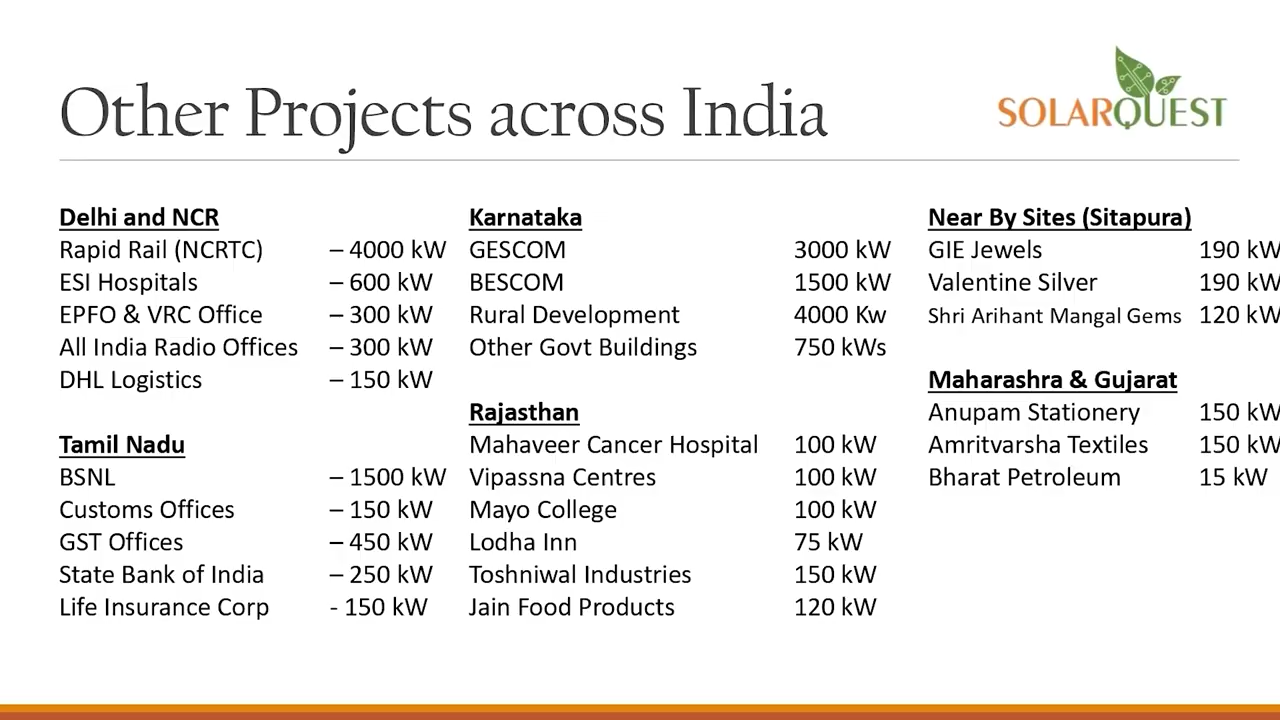 Other Projects across India
SOLARQUEST
Delhi and NCR
Rapid Rail (NCRTC) – 4000 kW
ESI Hospitals – 600 kW
EPFO & VRC Office – 300 kW
All India Radio Offices – 300 kW
DHL Logistics – 150 kW
Tamil Nadu
BSNL – 1500 kW
Customs Offices – 150 kW
GST Offices – 450 kW
State Bank of India – 250 kW
Life Insurance Corp - 150 kW
Karnataka
GESCOM 3000 kW
BESCOM 1500 kW
Rural Development 4000 Kw
Other Govt Buildings 750 kWs
Rajasthan
Mahaveer Cancer Hospital 100 kW
Vipassna Centres 100 kW
Mayo College 100 kW
Lodha Inn 75 kW
Toshniwal Industries 150 kW
Jain Food Products 120 kW
Near By Sites (Sitapura)
GIE Jewels 190 kW
Valentine Silver 190 kW
Shri Arihant Mangal Gems 120 kW
Maharashra & Gujarat
Anupam Stationery 150 kW
Amritvarsha Textiles 150 kW
Bharat Petroleum 15 kW